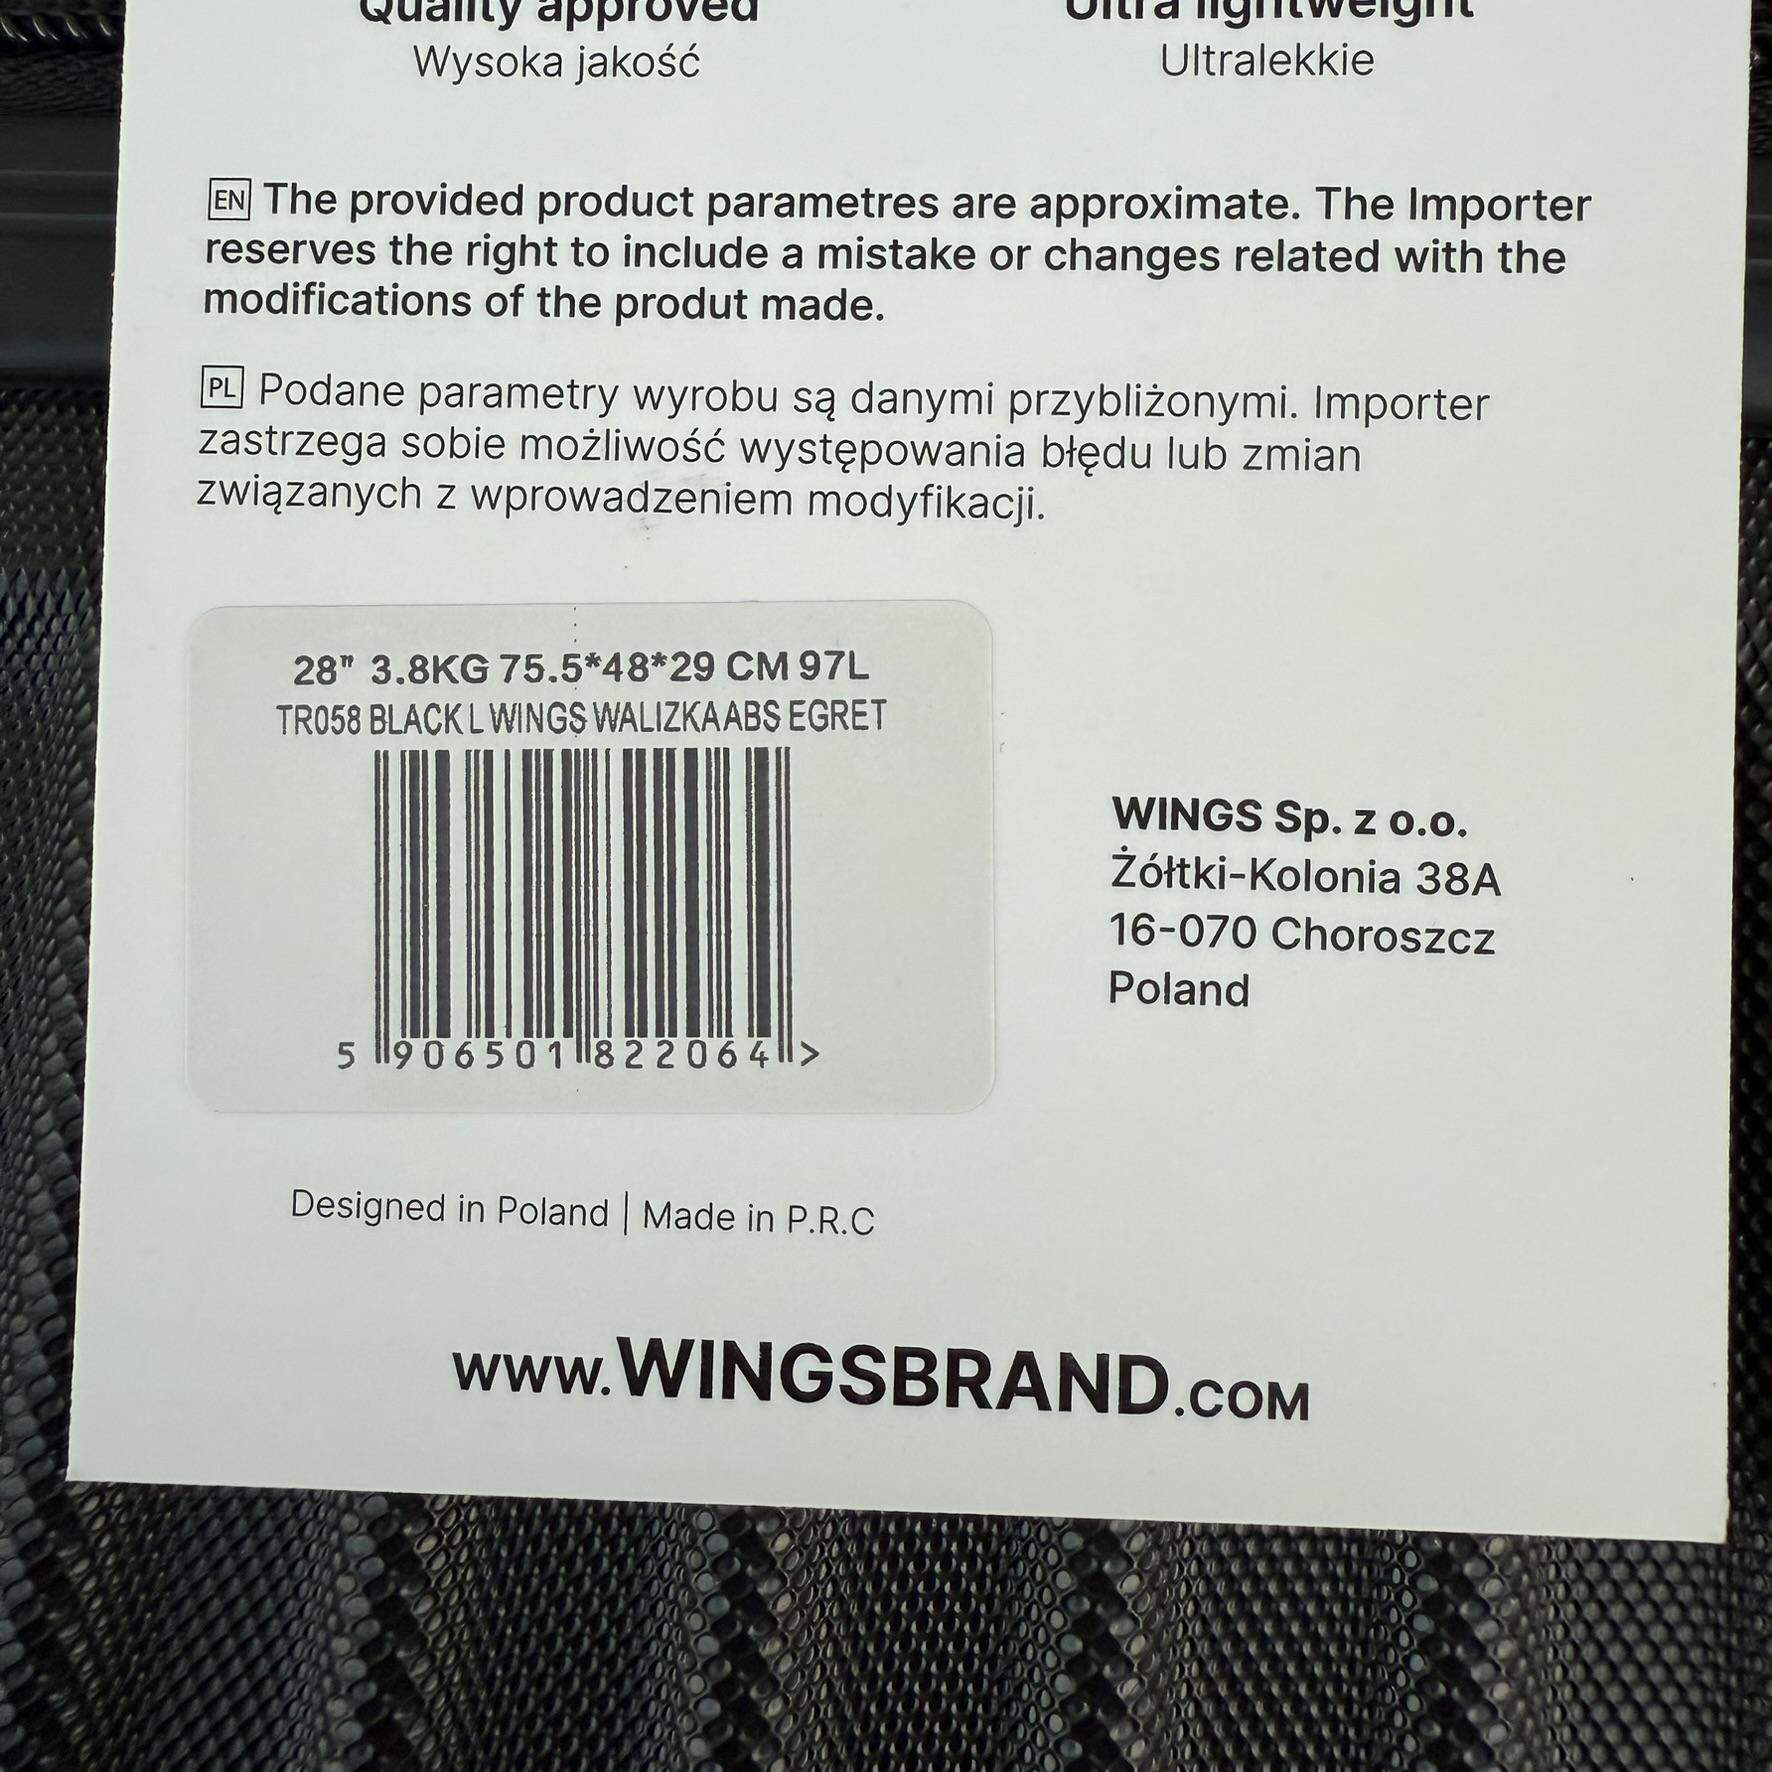 Quality approved
Wysoka jakość
Ultra lightweight
Ultralekkie
EN The provided product parametres are approximate. The Importer
reserves the right to include a mistake or changes related with the
modifications of the produt made.
PL Podane parametry wyrobu są danymi przybliżonymi. Importer
zastrzega sobie możliwość występowania błędu lub zmian
związanych z wprowadzeniem modyfikacji.
28" 3.8KG 75.5*48*29 CM 97L
TR058 BLACK L WINGS WALIZKA ABS EGRET
5 906501 822064 >
WINGS Sp. z o.o.
Żółtki-Kolonia 38A
16-070 Choroszcz
Poland
Designed in Poland | Made in P.R.C
www.WINGSBRAND.COM